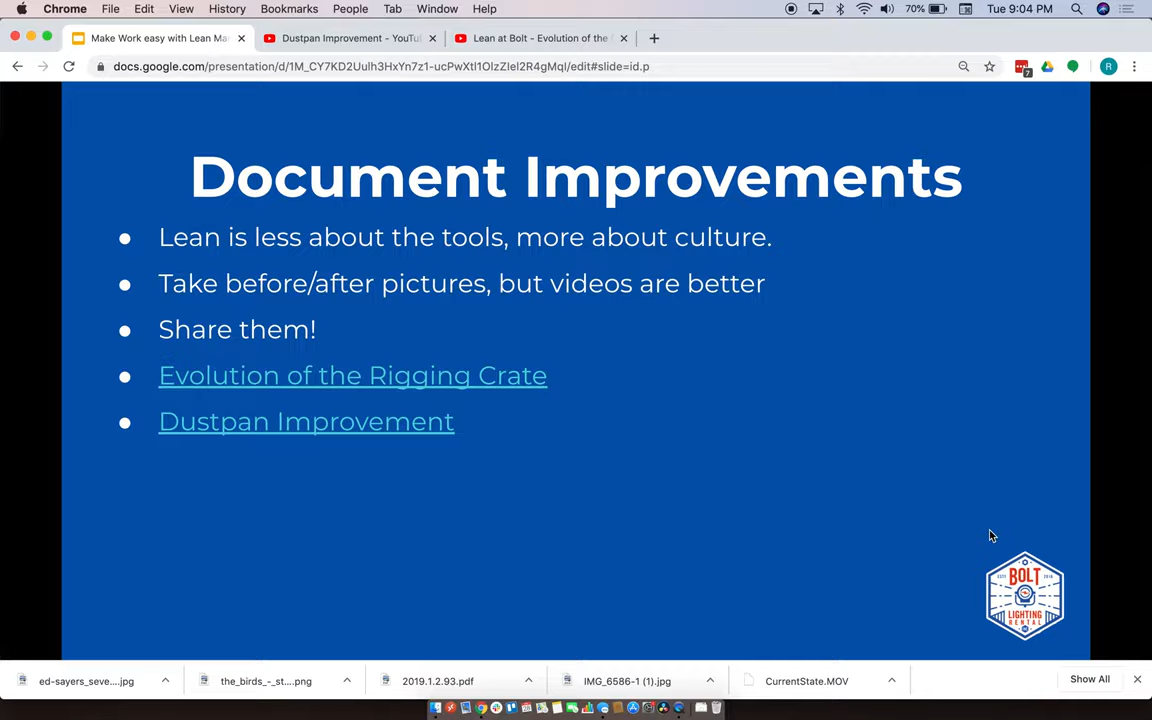 Chrome File Edit View History Bookmarks People Tab Window Help 70% Tue 9:04 PM
Make Work easy with Lean Ma Dustpan Improvement - YouTu Lean at Bolt - Evolution of the
docs.google.com/presentation/d/1M_CY7KD2Uulh3HxYn7z1-ucPwXtl1OIzZIeI2R4gMqI/edit#slide=id.p 7 R
Document Improvements
● Lean is less about the tools, more about culture.
● Take before/after pictures, but videos are better
● Share them!
● Evolution of the Rigging Crate
● Dustpan Improvement
BOLT
LIGHTING
RENTAL
ed-sayers_seve....jpg the_birds_-_st....png 2019.1.2.93.pdf IMG_6586-1 (1).jpg CurrentState.MOV Show All